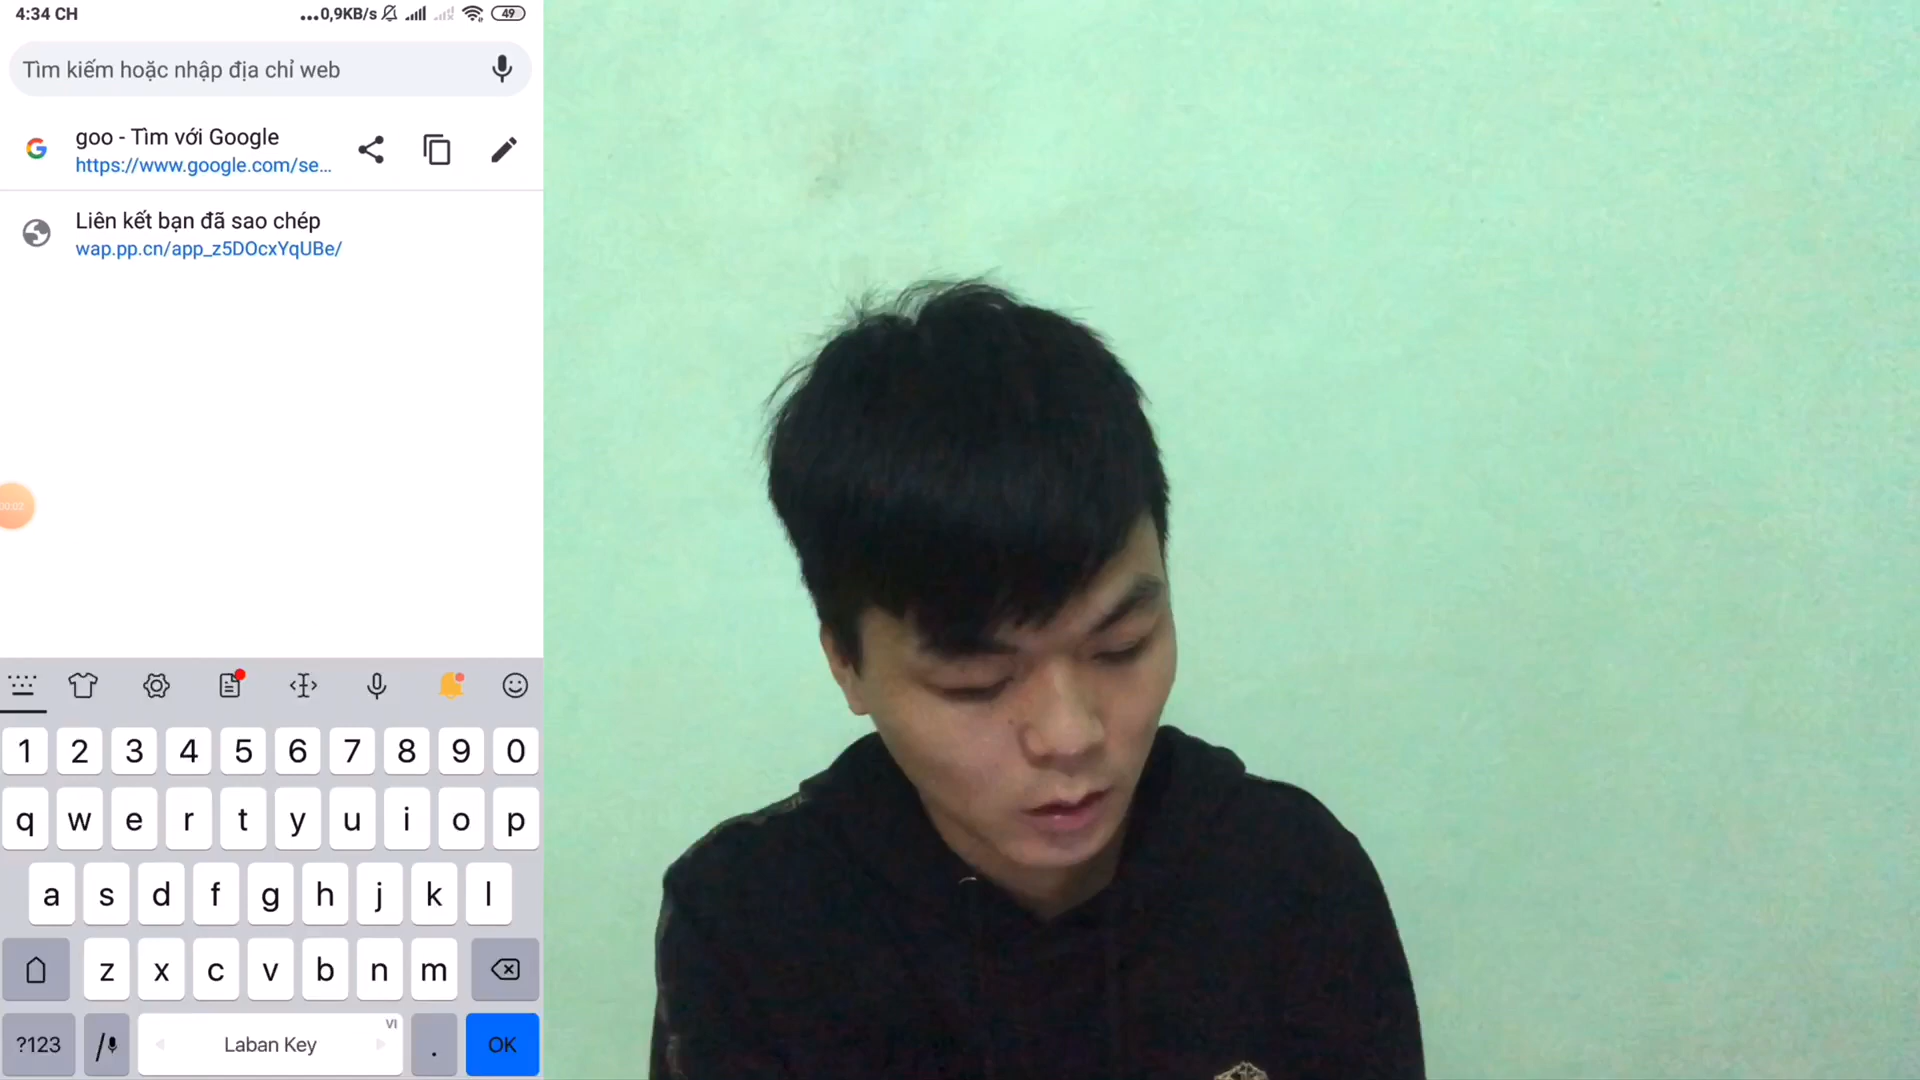 4:34 CH
...0,9KB/s
49
Tìm kiếm hoặc nhập địa chỉ web
goo - Tìm với Google
https://www.google.com/se...
Liên kết bạn đã sao chép
wap.pp.cn/app_z5DOcxYqUBe/
00:02
1 2 3 4 5 6 7 8 9 0
q w e r t y u i o p
a s d f g h j k l
z x c v b n m
?123 / VI Laban Key . OK